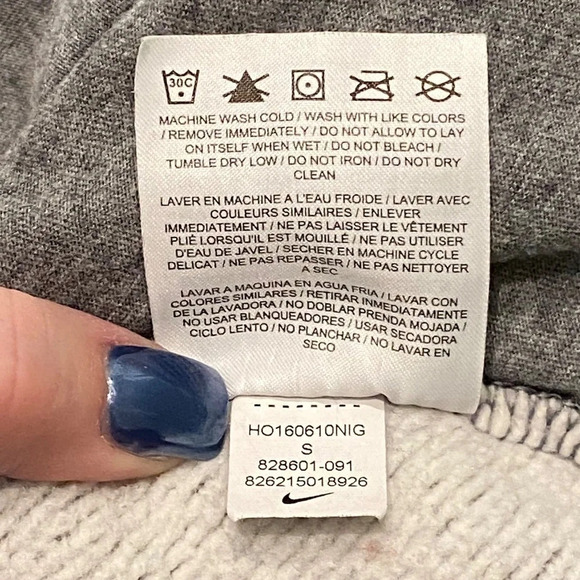 30C
MACHINE WASH COLD / WASH WITH LIKE COLORS
/ REMOVE IMMEDIATELY / DO NOT ALLOW TO LAY
ON ITSELF WHEN WET / DO NOT BLEACH /
TUMBLE DRY LOW / DO NOT IRON / DO NOT DRY
CLEAN
LAVER EN MACHINE A L'EAU FROIDE / LAVER AVEC
COULEURS SIMILAIRES / ENLEVER
IMMEDIATEMENT / NE PAS LAISSER LE VÊTEMENT
PLIÉ LORSQU'IL EST MOUILLÉ / NE PAS UTILISER
D'EAU DE JAVEL / SECHER EN MACHINE CYCLE
DELICAT / NE PAS REPASSER / NE PAS NETTOYER
A SEC
LAVAR A MAQUINA EN AGUA FRIA / LAVAR CON
COLORES SIMILARES / RETIRAR INMEDIATAMENTE
DE LA LAVADORA / NO DOBLAR PRENDA MOJADA /
NO USAR BLANQUEADORES / USAR SECADORA
CICLO LENTO / NO PLANCHAR / NO LAVAR EN
SECO
HO160610NIG
S
828601-091
826215018926